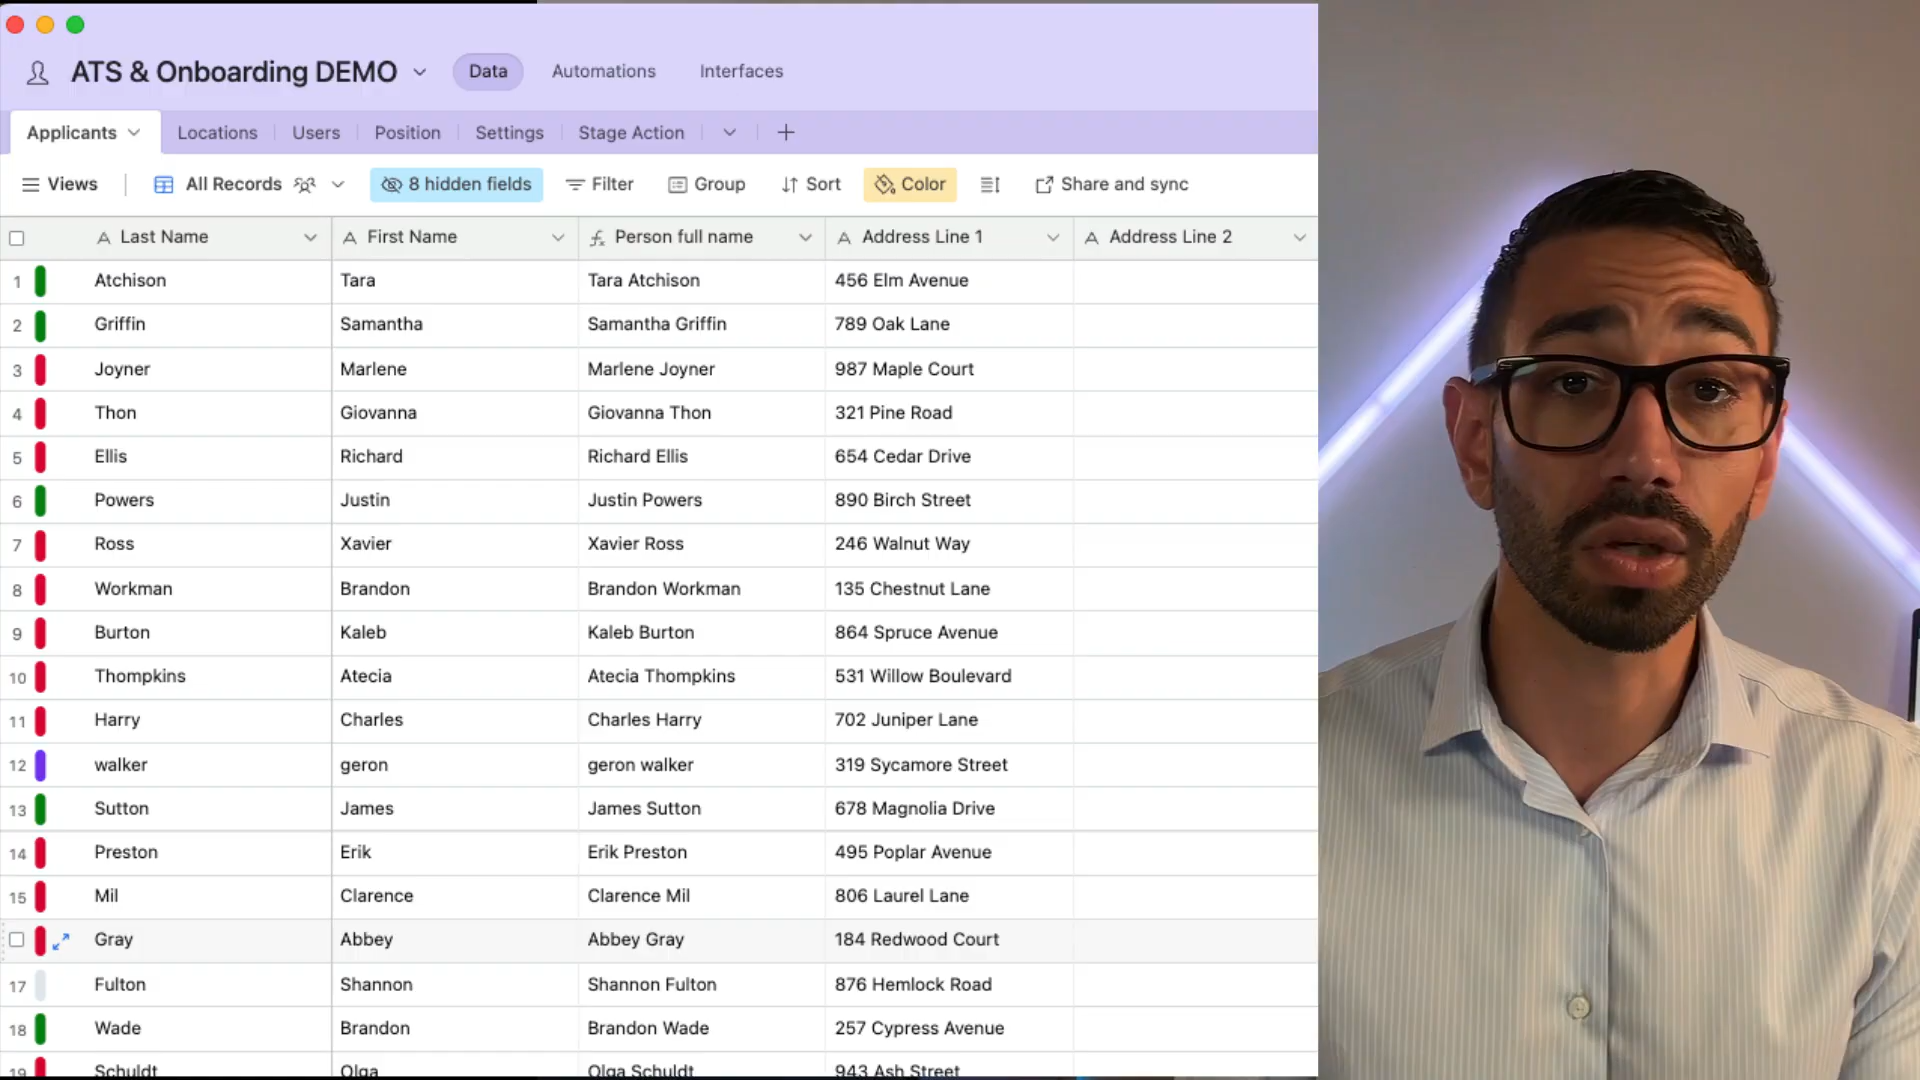 ATS & Onboarding DEMO Data Automations Interfaces
Applicants Locations Users Position Settings Stage Action
Views All Records 8 hidden fields Filter Group Sort Color Share and sync
Last Name First Name Person full name Address Line 1 Address Line 2
1 Atchison Tara Tara Atchison 456 Elm Avenue
2 Griffin Samantha Samantha Griffin 789 Oak Lane
3 Joyner Marlene Marlene Joyner 987 Maple Court
4 Thon Giovanna Giovanna Thon 321 Pine Road
5 Ellis Richard Richard Ellis 654 Cedar Drive
6 Powers Justin Justin Powers 890 Birch Street
7 Ross Xavier Xavier Ross 246 Walnut Way
8 Workman Brandon Brandon Workman 135 Chestnut Lane
9 Burton Kaleb Kaleb Burton 864 Spruce Avenue
10 Thompkins Atecia Atecia Thompkins 531 Willow Boulevard
11 Harry Charles Charles Harry 702 Juniper Lane
12 walker geron geron walker 319 Sycamore Street
13 Sutton James James Sutton 678 Magnolia Drive
14 Preston Erik Erik Preston 495 Poplar Avenue
15 Mil Clarence Clarence Mil 806 Laurel Lane
Gray Abbey Abbey Gray 184 Redwood Court
17 Fulton Shannon Shannon Fulton 876 Hemlock Road
18 Wade Brandon Brandon Wade 257 Cypress Avenue
19 Schuldt Olga Olga Schuldt 943 Ash Street